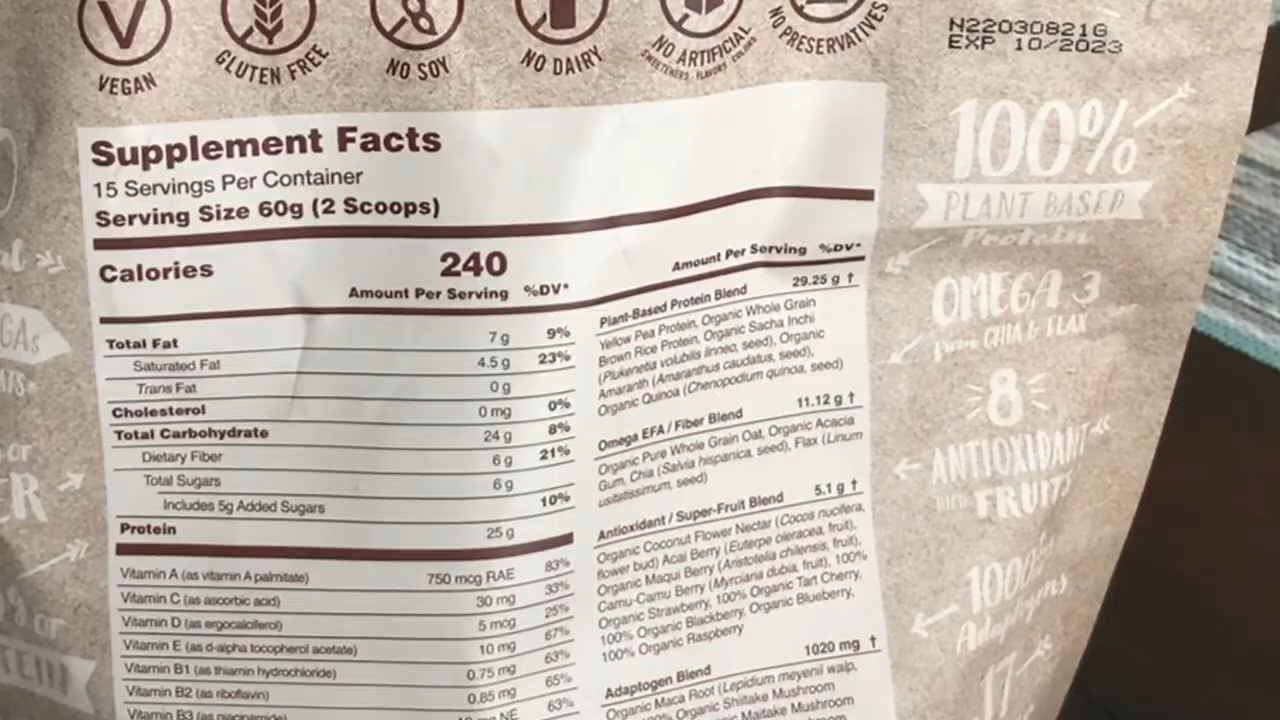 VEGAN
GLUTEN FREE
NO SOY
NO DAIRY
NO ARTIFICIAL
SWEETENERS · FLAVORS · COLORS
NO PRESERVATIVES
N22030821G
EXP 10/2023
Supplement Facts
15 Servings Per Container
Serving Size 60g (2 Scoops)
Calories 240
Amount Per Serving %DV*
Total Fat 7 g 9%
Saturated Fat 4.5 g 23%
Trans Fat 0 g
Cholesterol 0 mg 0%
Total Carbohydrate 24 g 8%
Dietary Fiber 6 g 21%
Total Sugars 6 g
Includes 5g Added Sugars 10%
Protein 25 g
Vitamin A (as vitamin A palmitate) 750 mcg RAE 83%
Vitamin C (as ascorbic acid) 30 mg 33%
Vitamin D (as ergocalciferol) 5 mcg 25%
Vitamin E (as d-alpha tocopherol acetate) 10 mg 67%
Vitamin B1 (as thiamin hydrochloride) 0.75 mg 63%
Vitamin B2 (as riboflavin) 0.85 mg 65%
Vitamin B3 (as niacinamide) NE 63%
Amount Per Serving %DV*
Plant-Based Protein Blend 29.25 g †
Yellow Pea Protein, Organic Whole Grain
Brown Rice Protein, Organic Sacha Inchi
(Plukenetia volubilis linneo, seed), Organic
Amaranth (Amaranthus caudatus, seed),
Organic Quinoa (Chenopodium quinoa, seed)
Omega EFA / Fiber Blend 11.12 g †
Organic Pure Whole Grain Oat, Organic Acacia
Gum, Chia (Salvia hispanica, seed), Flax (Linum
usitatissimum, seed)
Antioxidant / Super-Fruit Blend 5.1 g †
Organic Coconut Flower Nectar (Cocos nucifera,
flower bud) Acai Berry (Euterpe oleracea, fruit),
Organic Maqui Berry (Aristotelia chilensis, fruit),
Camu-Camu Berry (Myrciaria dubia, fruit), 100%
Organic Strawberry, 100% Organic Tart Cherry,
100% Organic Blackberry, Organic Blueberry,
100% Organic Raspberry
Adaptogen Blend 1020 mg †
Organic Maca Root (Lepidium meyenii walp,
Organic Shiitake Mushroom
Maitake Mushroom
100%
PLANT BASED
Protein
OMEGA 3
from CHIA & FLAX
8
ANTIOXIDANT
RICH FRUITS
100%
Adaptogens
17